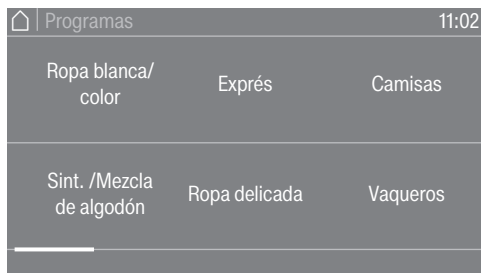 Programas 11:02
Ropa blanca/
color
Exprés
Camisas
Sint. /Mezcla
de algodón
Ropa delicada
Vaqueros